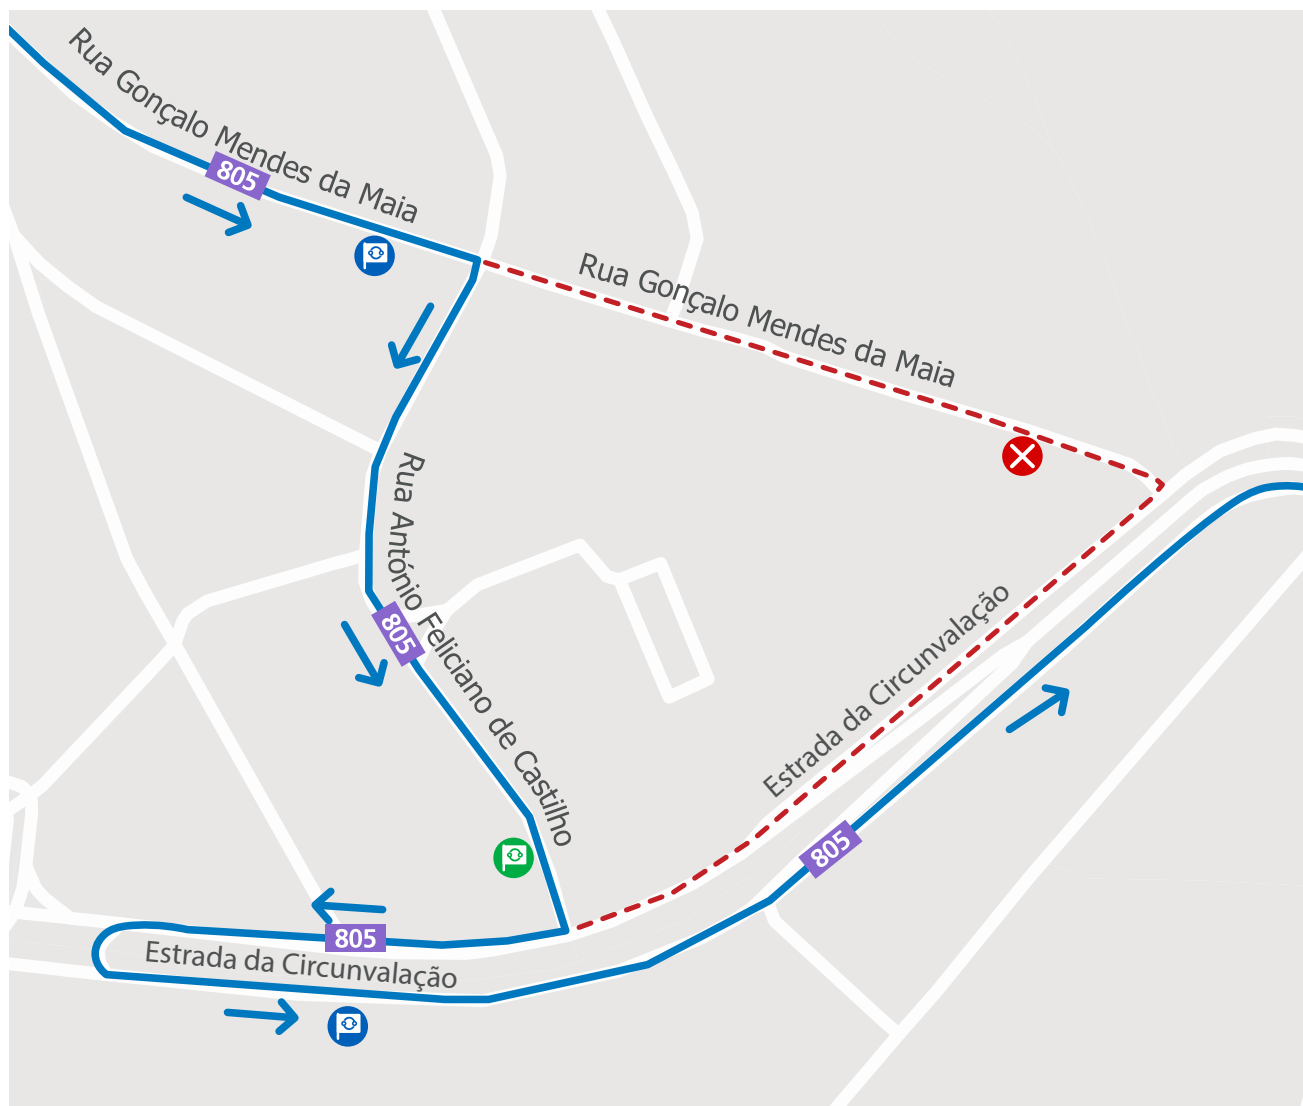 Rua Gonçalo Mendes da Maia
805
Rua Gonçalo Mendes da Maia
Rua António Feliciano de Castilho
805
Estrada da Circunvalação
805
805
Estrada da Circunvalação